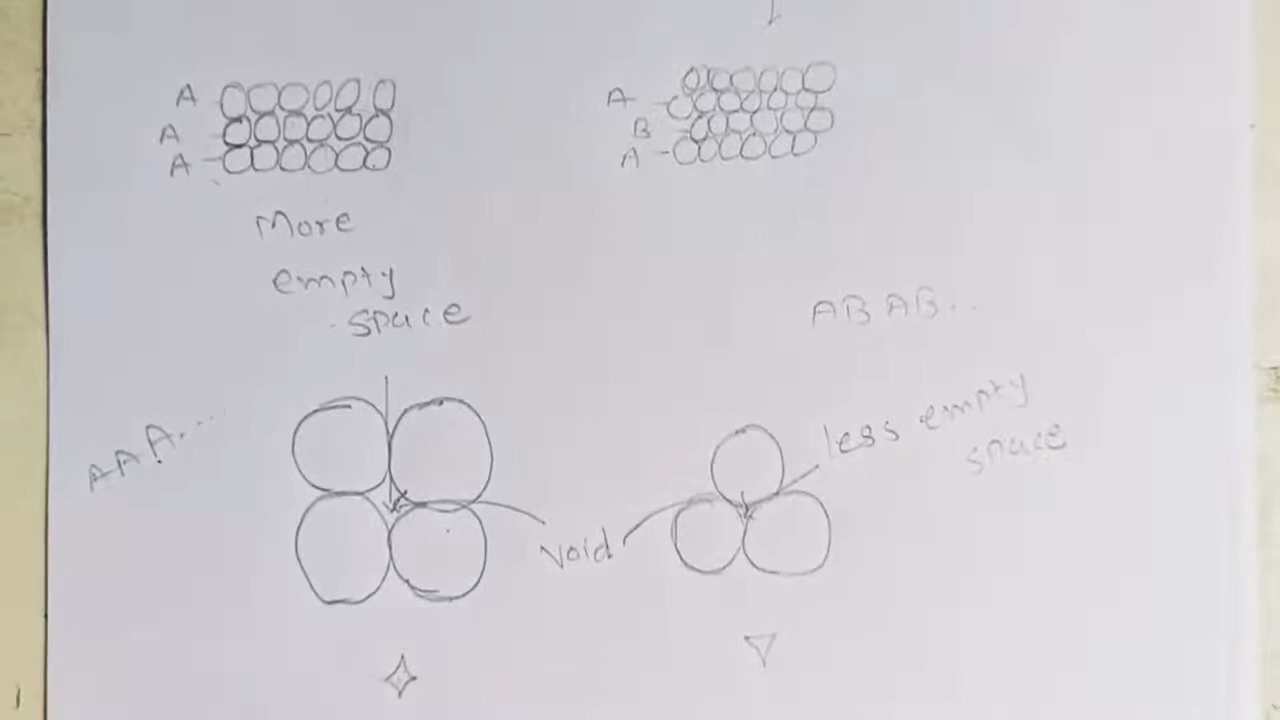 A
A
A
More
empty
space
A
B
A
ABAB..
AAA....
less empty
space
void